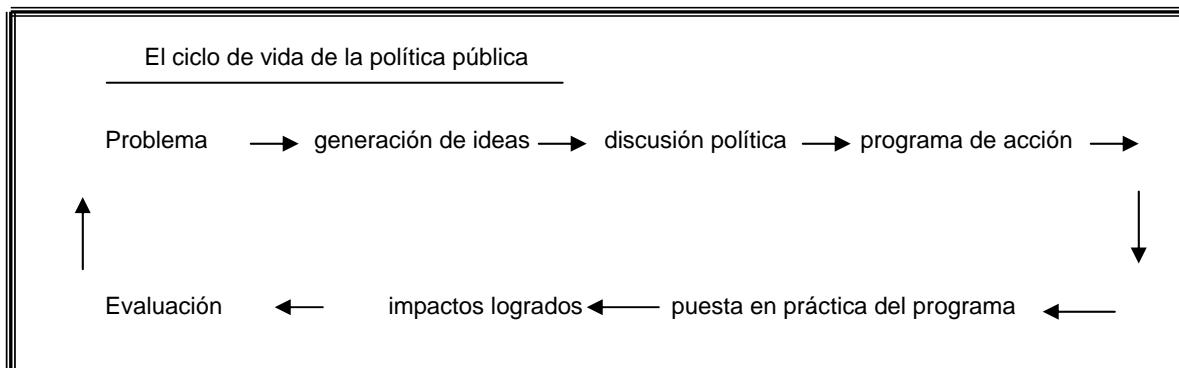 El ciclo de vida de la política pública
Problema generación de ideas discusión política programa de acción
Evaluación impactos logrados puesta en práctica del programa